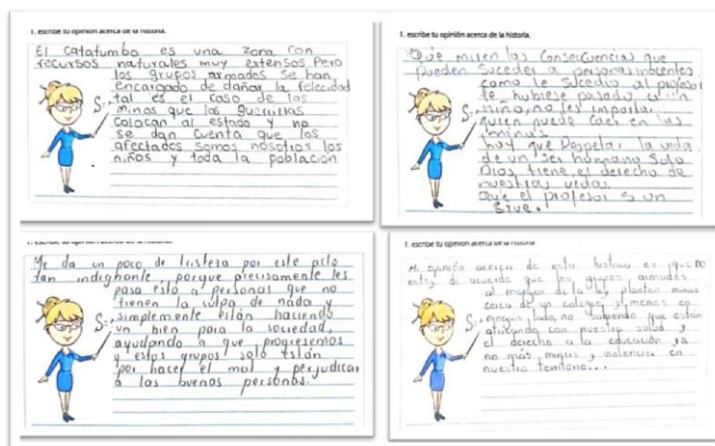 1. escribe tu opinión acerca de la historia.
El Catatumbo es una zona con
recursos naturales muy extensos Pero
los grupos armados se han
encargado de dañar la felecidad
tal es el caso de las
minas que las guerrillas
colocan al estado y no
se dan cuenta que los
afectados somos nosotros los
niños y toda la población
1. escribe tu opinión acerca de la historia.
Que miren las Consecuencias que
pueden Suceder a personas inocentes
como le Sucedio al profesor
le hubiese pasado a un
niño, no les importa
quien puede caer en las
minas
hay que Respetar la vida
de un Ser humano Solo
Dios tiene el derecho de
nuestras vidas.
Que el profesor es un
Me da un poco de tristeza por este acto
tan indignante, porque precisamente les
pasa esto a personas que no
tienen la culpa de nada y
simplemente están haciendo
un bien para la sociedad,
ayudando a que progresemos
y estos grupos solo están
por hacer el mal y perjudicar
a las buenas personas.
1. escribe tu opinión acerca de la historia.
Mi opinión acerca de esta historia es que no
estoy de acuerdo que los grupos armados
al margen de la ley planten minas
cerca de un colegio y menos en
ningún lado, no sabiendo que están
atacando con nuestra salud y
el derecho a la educación ya
no más minas y violencia en
nuestro territorio...